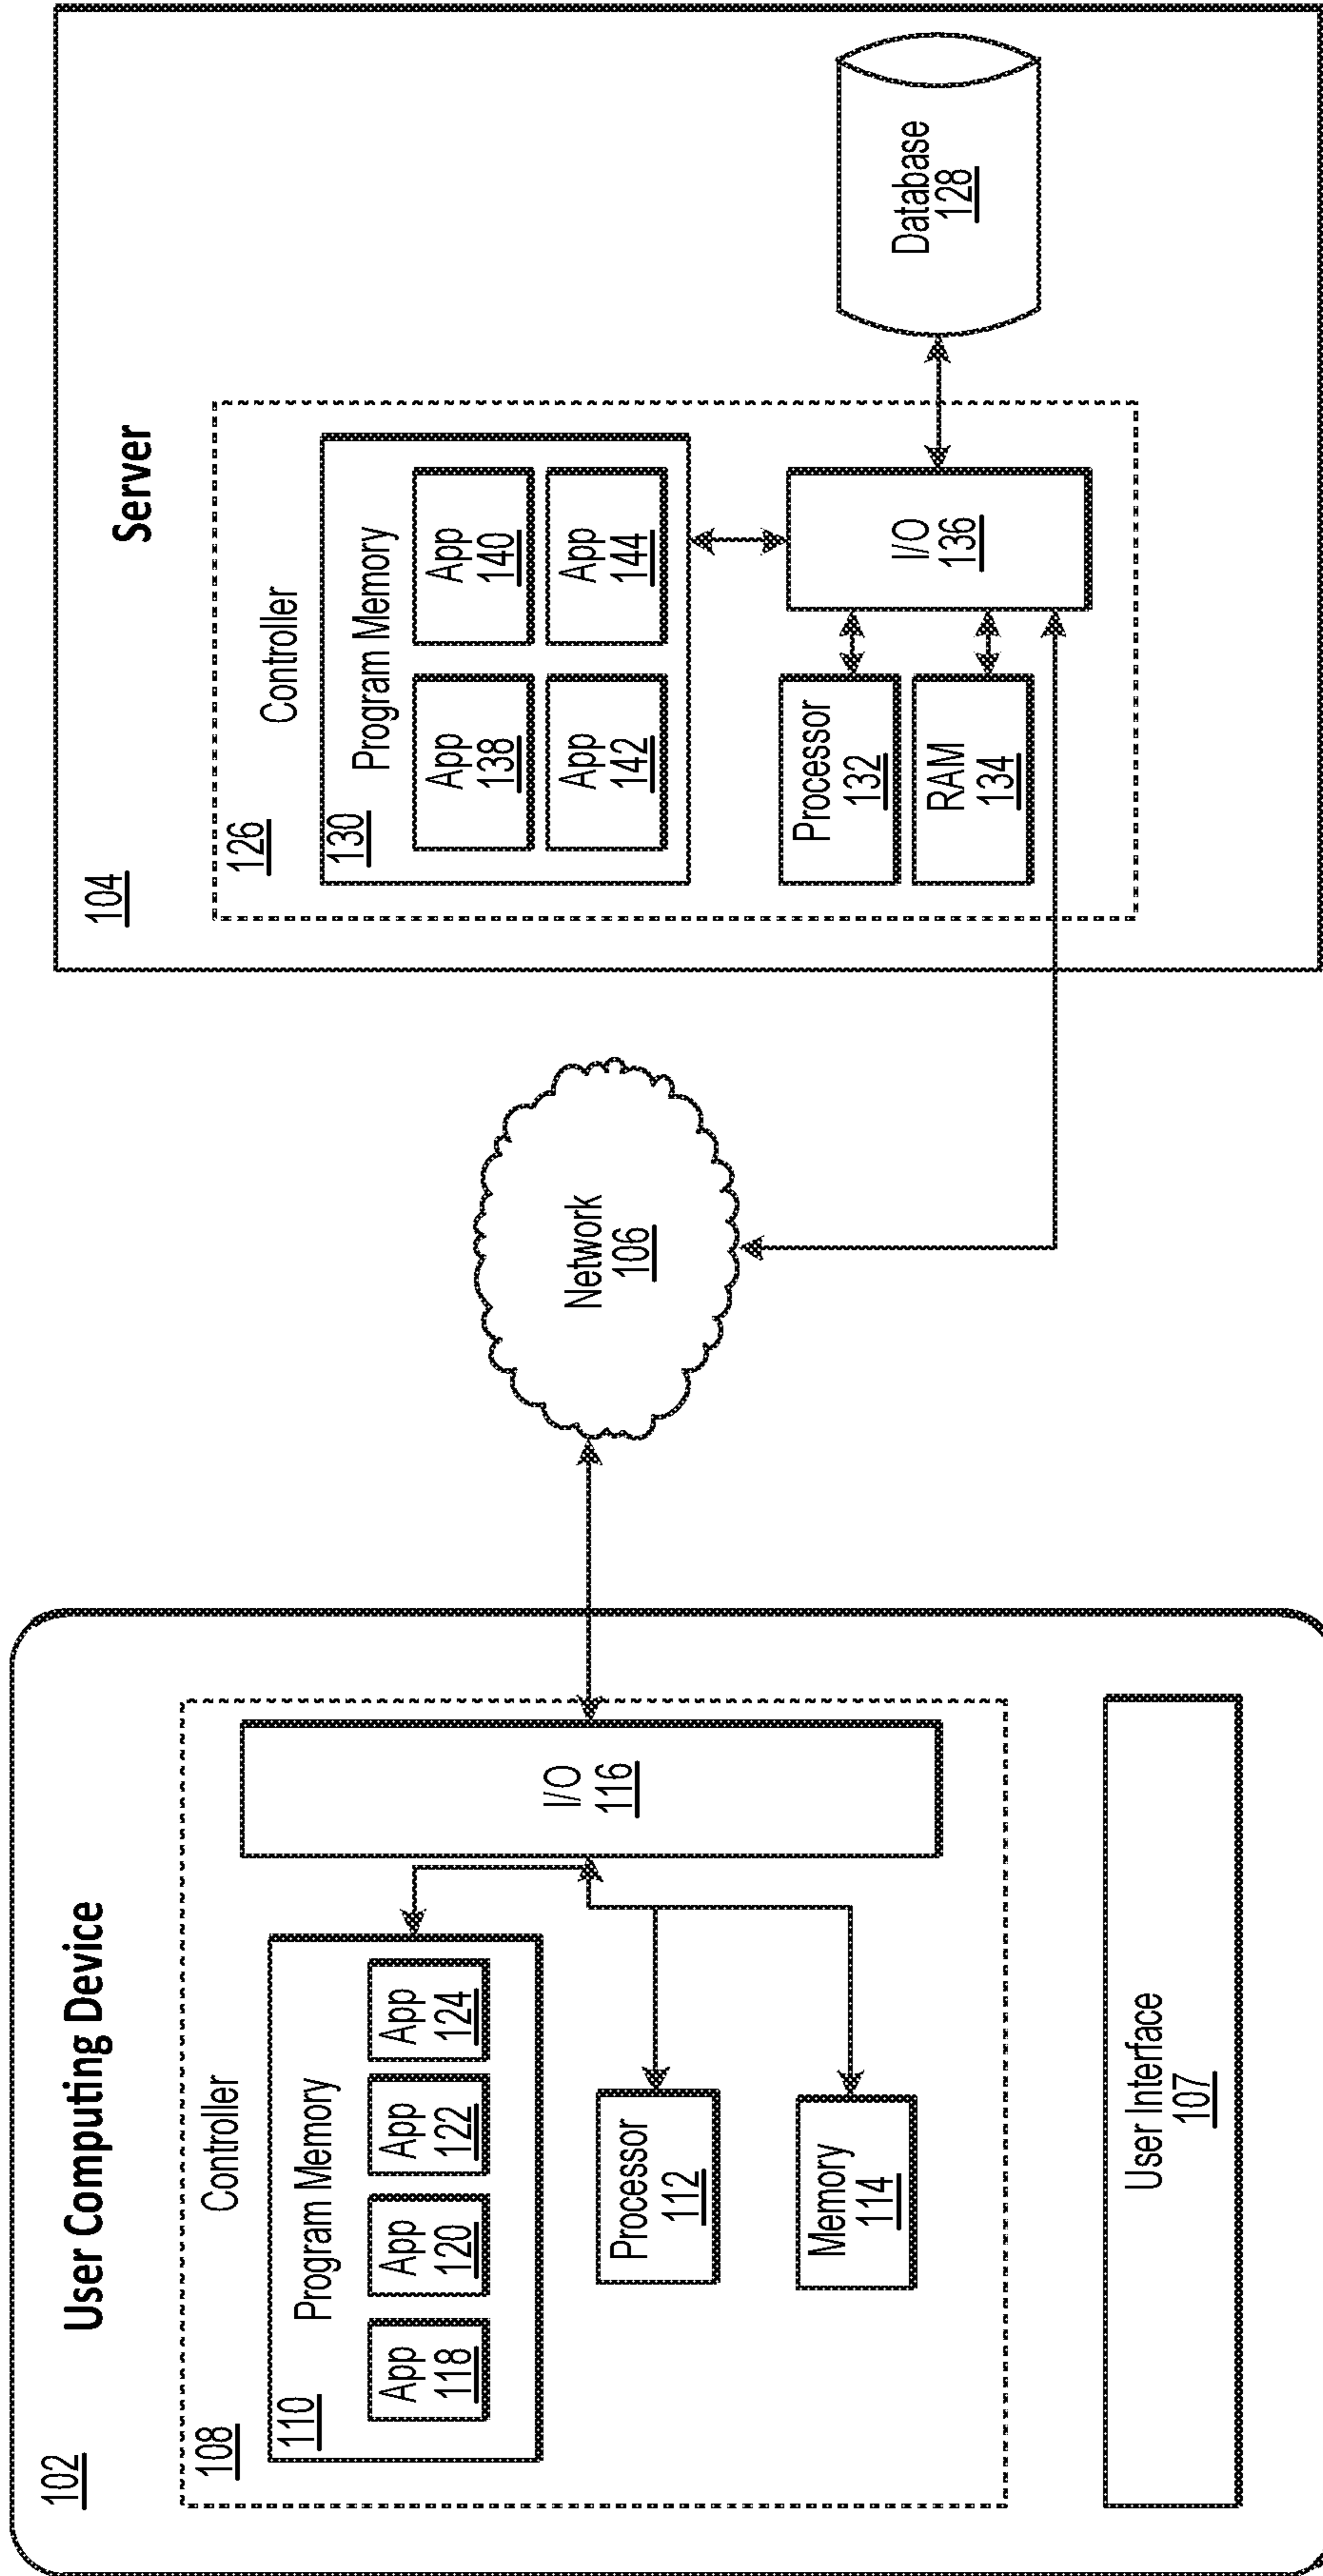 User Computing Device
102
108
Controller
110
Program Memory
App
118
App
120
App
122
App
124
I/O
116
Processor
112
Memory
114
User Interface
107
Network
106
Server
104
126
Controller
130
Program Memory
App
138
App
140
App
142
App
144
Processor
132
RAM
134
I/O
136
Database
128